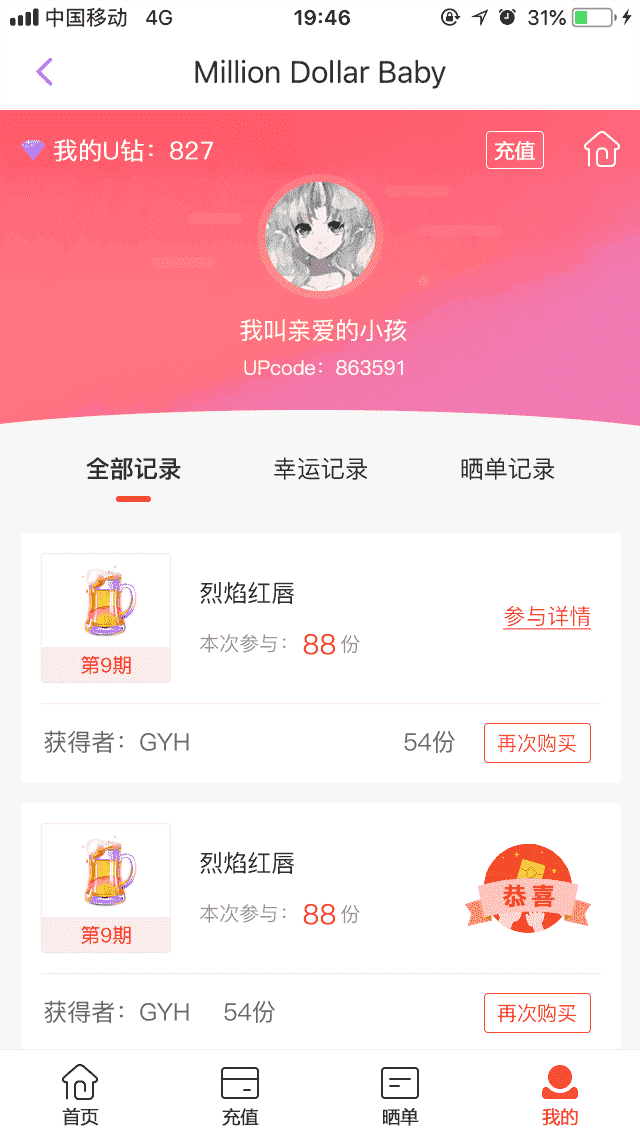 中国移动 4G 19:46 31%
Million Dollar Baby
我的U钻：827 充值
我叫亲爱的小孩
UPcode：863591
全部记录 幸运记录 晒单记录
烈焰红唇
本次参与：88份
参与详情
第9期
获得者：GYH 54份 再次购买
烈焰红唇
本次参与：88份
恭喜
第9期
获得者：GYH 54份 再次购买
首页 充值 晒单 我的